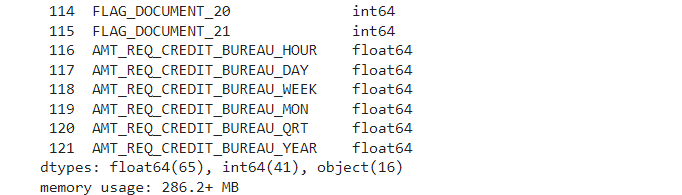 114 FLAG_DOCUMENT_20 int64
115 FLAG_DOCUMENT_21 int64
116 AMT_REQ_CREDIT_BUREAU_HOUR float64
117 AMT_REQ_CREDIT_BUREAU_DAY float64
118 AMT_REQ_CREDIT_BUREAU_WEEK float64
119 AMT_REQ_CREDIT_BUREAU_MON float64
120 AMT_REQ_CREDIT_BUREAU_QRT float64
121 AMT_REQ_CREDIT_BUREAU_YEAR float64
dtypes: float64(65), int64(41), object(16)
memory usage: 286.2+ MB